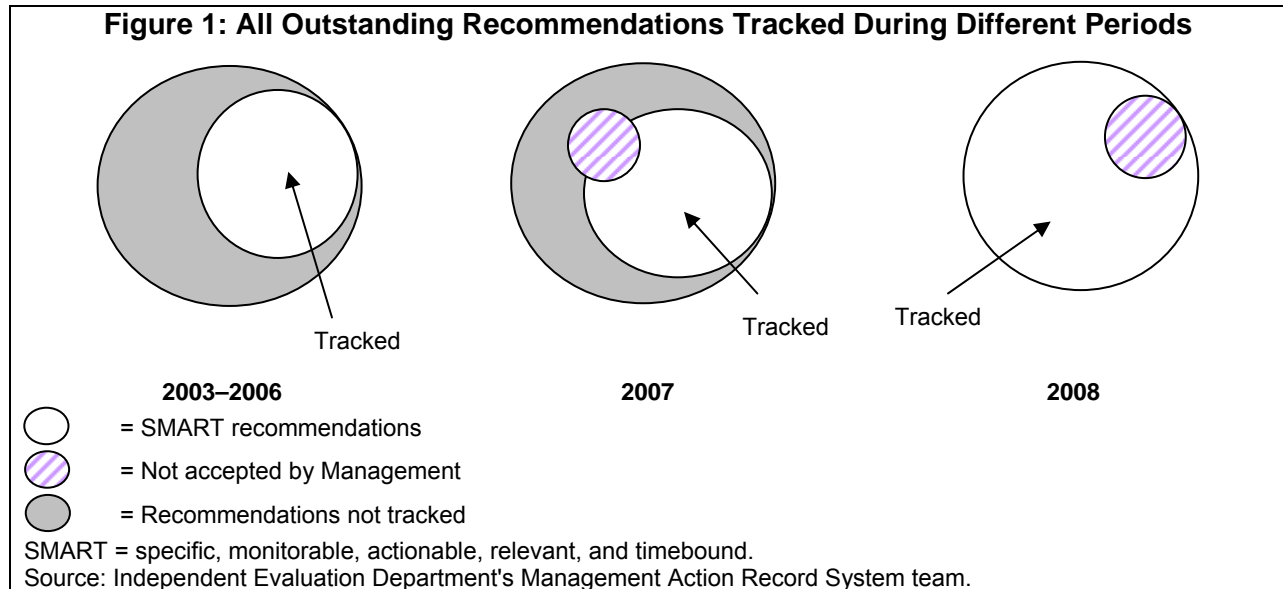 Figure 1: All Outstanding Recommendations Tracked During Different Periods
Tracked
Tracked
Tracked
2003–2006
2007
2008
= SMART recommendations
= Not accepted by Management
= Recommendations not tracked
SMART = specific, monitorable, actionable, relevant, and timebound.
Source: Independent Evaluation Department's Management Action Record System team.